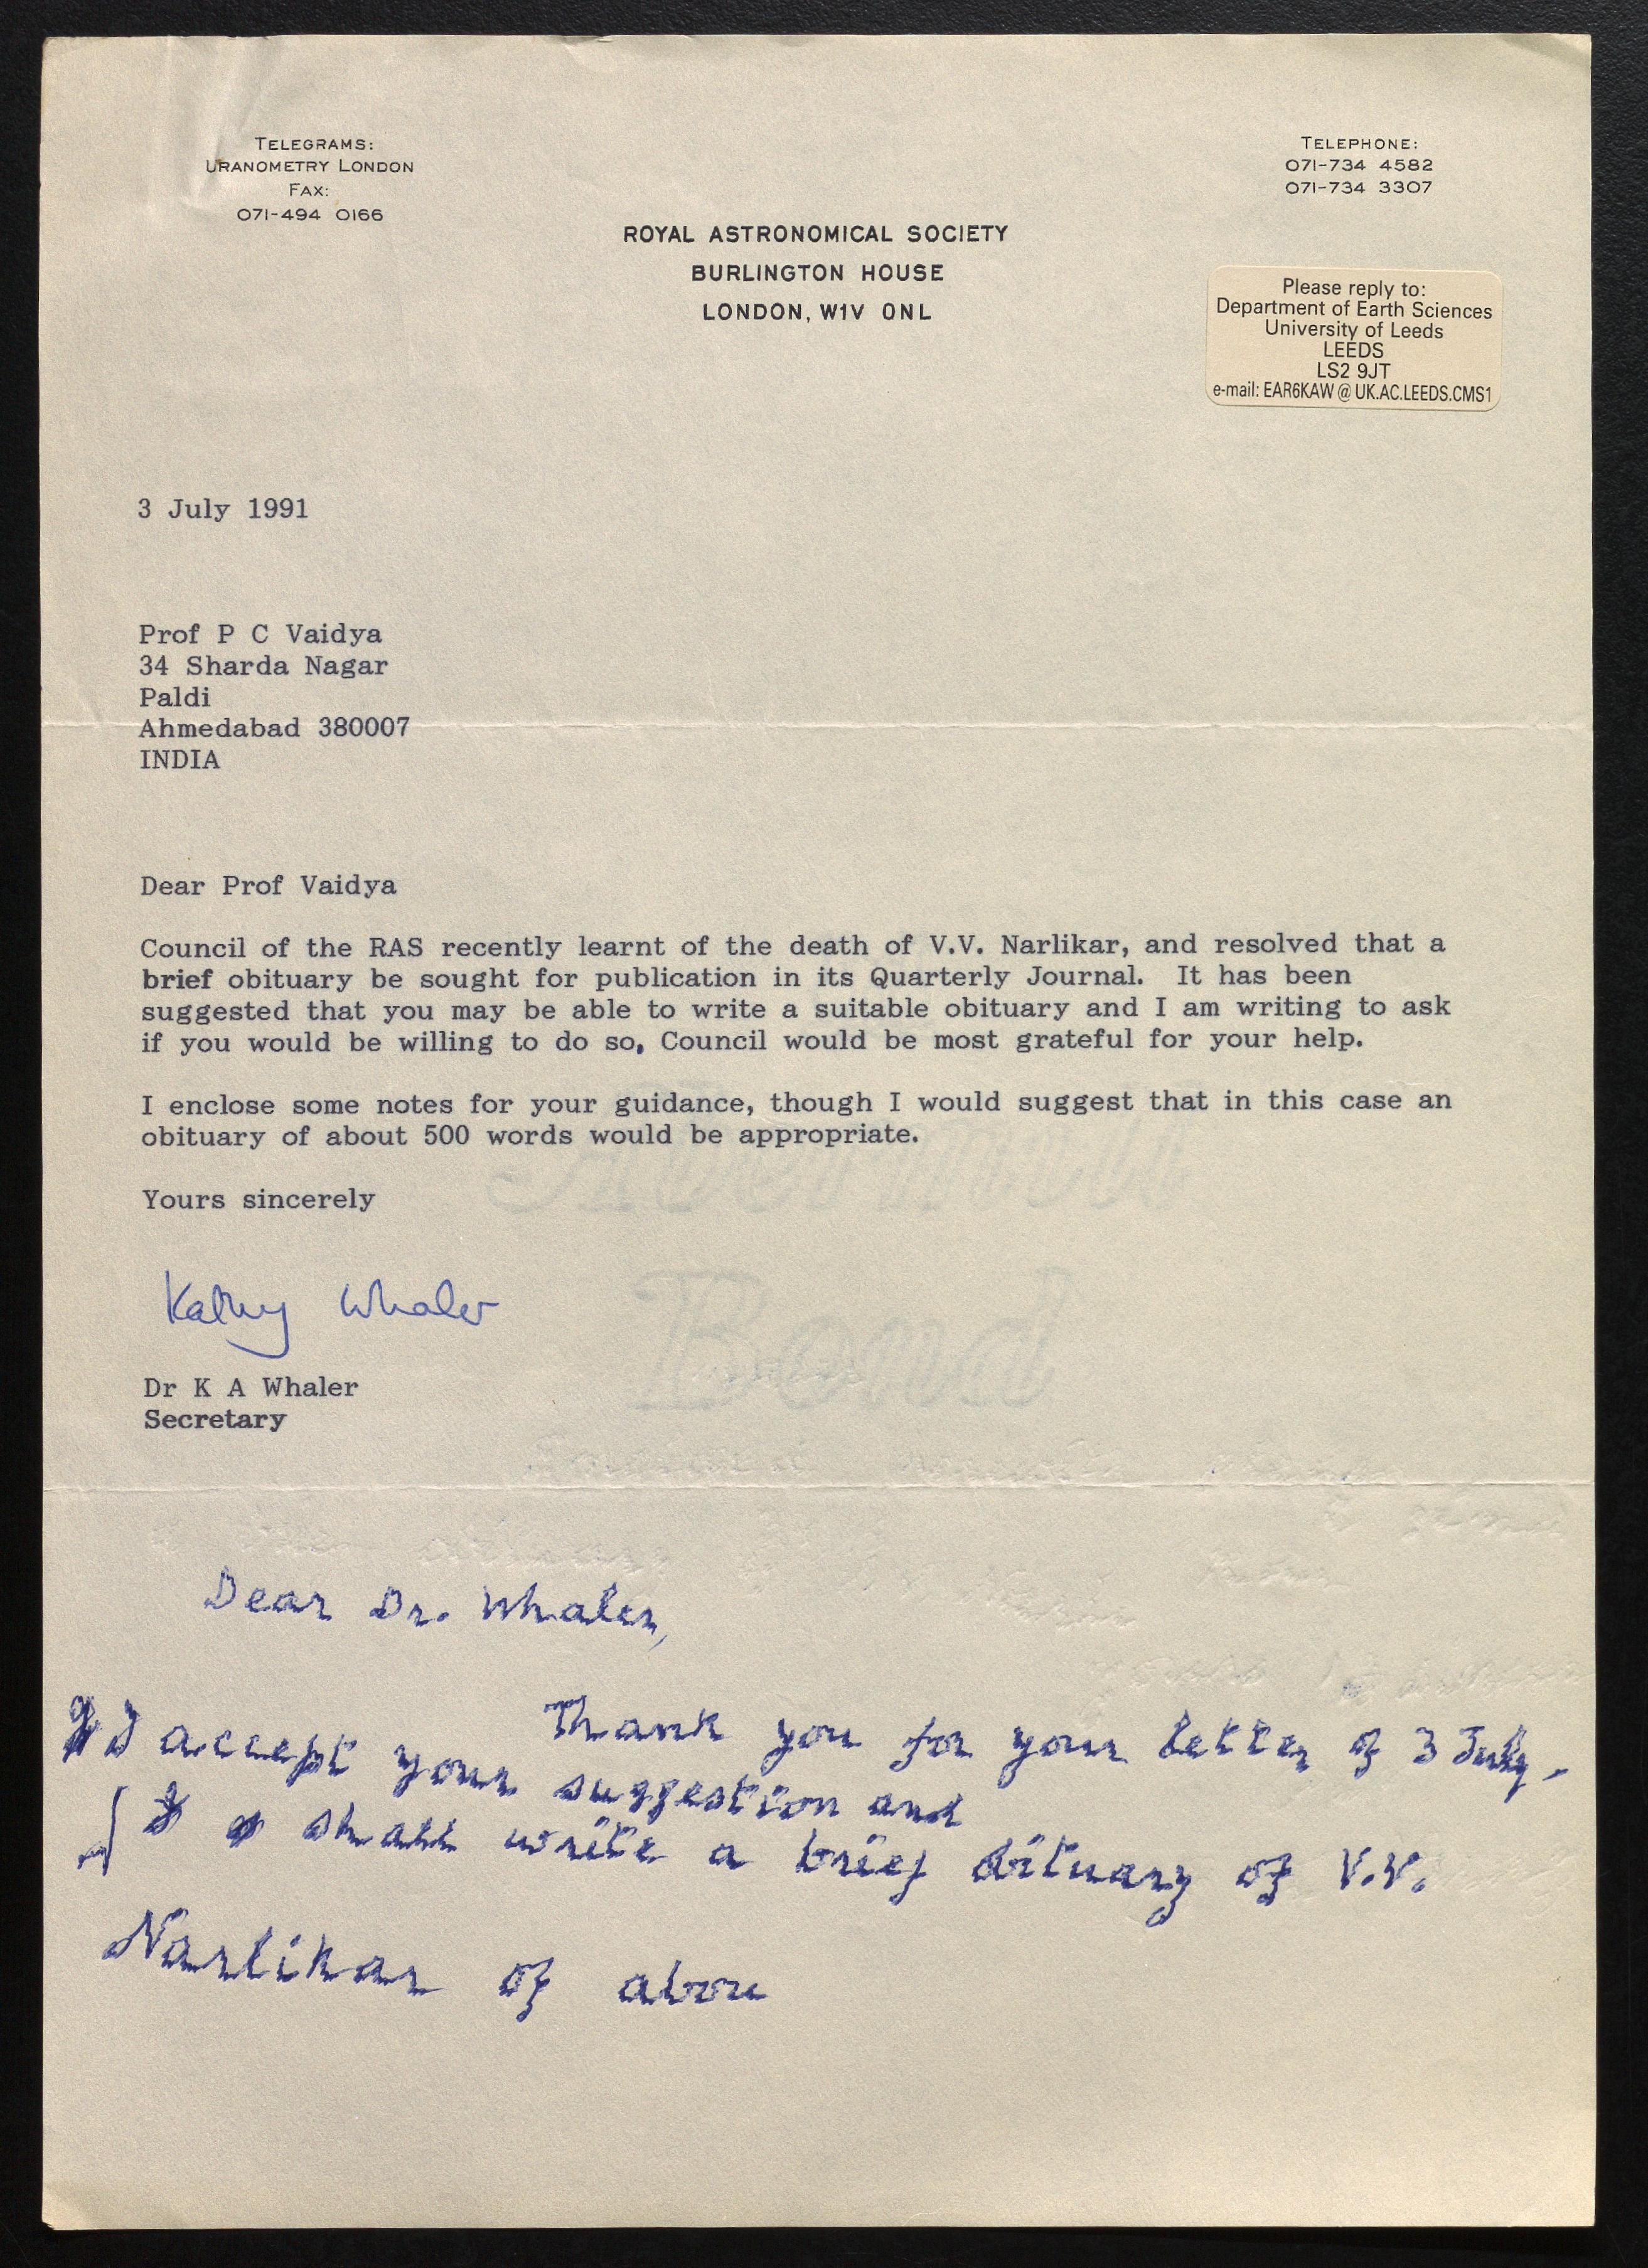 TELEGRAMS:
URANOMETRY LONDON
FAX:
071-494 0166
TELEPHONE:
071-734 4582
071-734 3307
ROYAL ASTRONOMICAL SOCIETY
BURLINGTON HOUSE
LONDON, W1V 0NL
Please reply to:
Department of Earth Sciences
University of Leeds
LEEDS
LS2 9JT
e-mail: EAR6KAW @ UK.AC.LEEDS.CMS1
3 July 1991
Prof P C Vaidya
34 Sharda Nagar
Paldi
Ahmedabad 380007
INDIA
Dear Prof Vaidya
Council of the RAS recently learnt of the death of V.V. Narlikar, and resolved that a
brief obituary be sought for publication in its Quarterly Journal. It has been
suggested that you may be able to write a suitable obituary and I am writing to ask
if you would be willing to do so. Council would be most grateful for your help.
I enclose some notes for your guidance, though I would suggest that in this case an
obituary of about 500 words would be appropriate.
Yours sincerely
Kathy Whaler
Dr K A Whaler
Secretary
Bond
Dear Dr. Whaler,
Thank you for your letter of 3 July.
I accept your suggestion and
shall write a brief obituary of V.V.
Narlikar of above